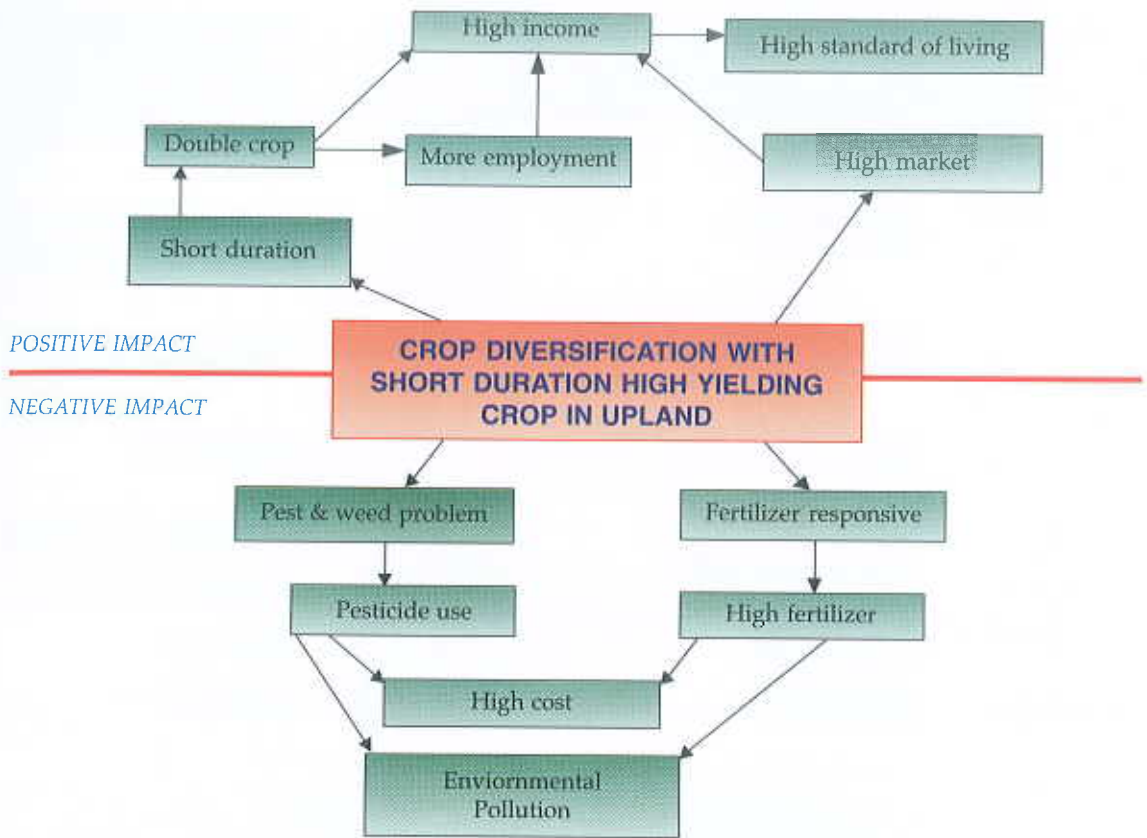 High income
High standard of living
Double crop
More employment
High market
Short duration
POSITIVE IMPACT
CROP DIVERSIFICATION WITH
SHORT DURATION HIGH YIELDING
CROP IN UPLAND
NEGATIVE IMPACT
Pest & weed problem
Fertilizer responsive
Pesticide use
High fertilizer
High cost
Enviornmental
Pollution